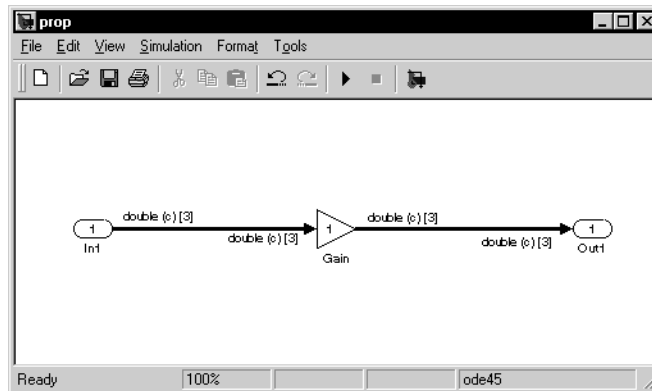 prop
File Edit View Simulation Format Tools
double (c) [3] double (c) [3]
1 1 1
double (c) [3] double (c) [3]
In1 Gain Out1
Ready 100% ode45